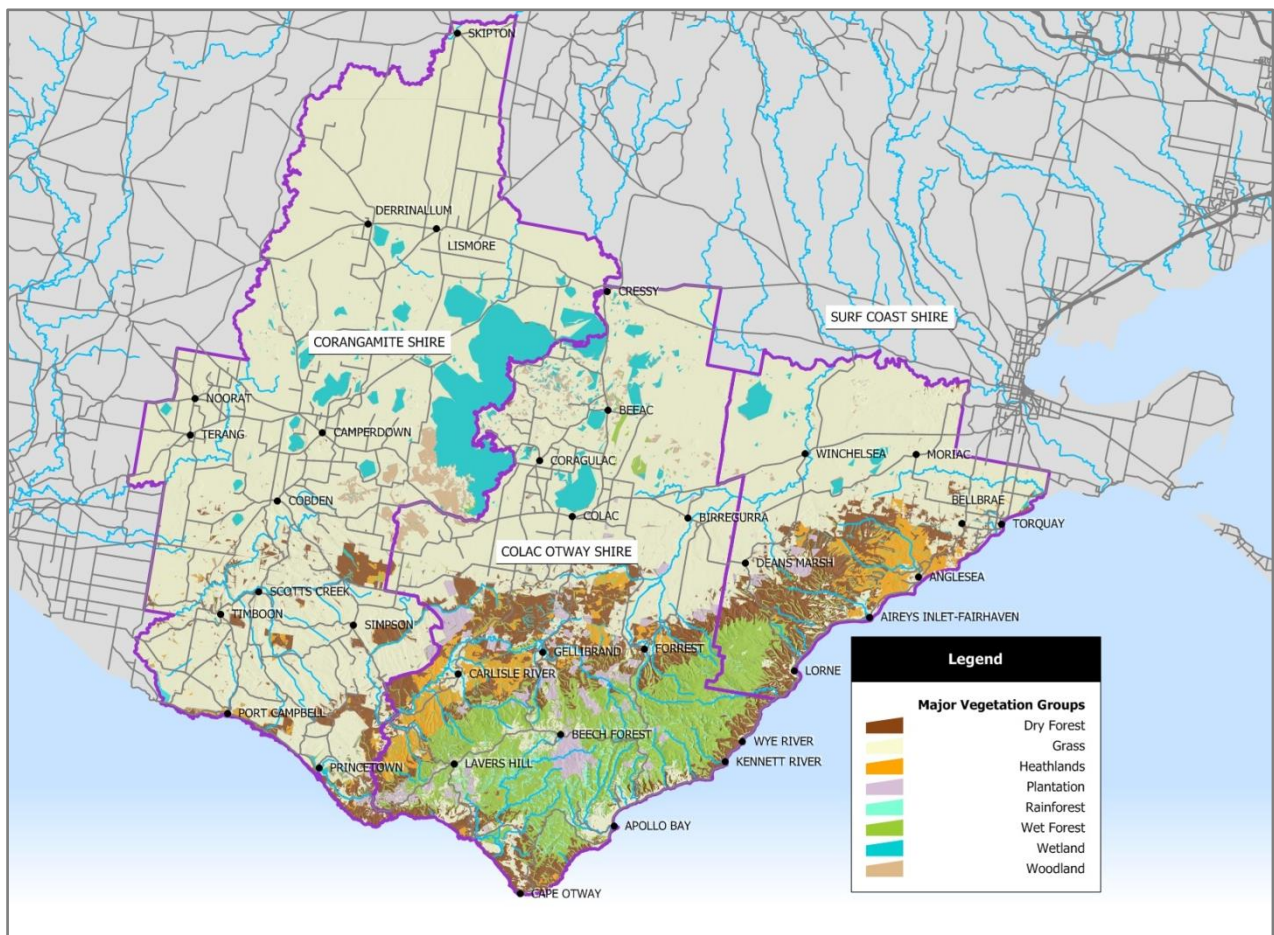 SKIPTON
DERRINALLUM
LISMORE
CRESSY
SURF COAST SHIRE
CORANGAMITE SHIRE
NOORAT
BEEAC
TERANG
CAMPERDOWN
WINCHELSEA
MORIAC
CORAGULAC
COBDEN
BELLBRAE
COLAC
BIRREGURRA
TORQUAY
COLAC OTWAY SHIRE
DEANS MARSH
ANGLESEA
SCOTTS CREEK
TIMBOON
AIREYS INLET-FAIRHAVEN
SIMPSON
GELLIBRAND
FORREST
CARLISLE RIVER
LORNE
PORT CAMPBELL
BEECH FOREST
WYE RIVER
PRINCETOWN
LAVERS HILL
KENNETT RIVER
APOLLO BAY
CAPE OTWAY
Legend
Major Vegetation Groups
Dry Forest
Grass
Heathlands
Plantation
Rainforest
Wet Forest
Wetland
Woodland